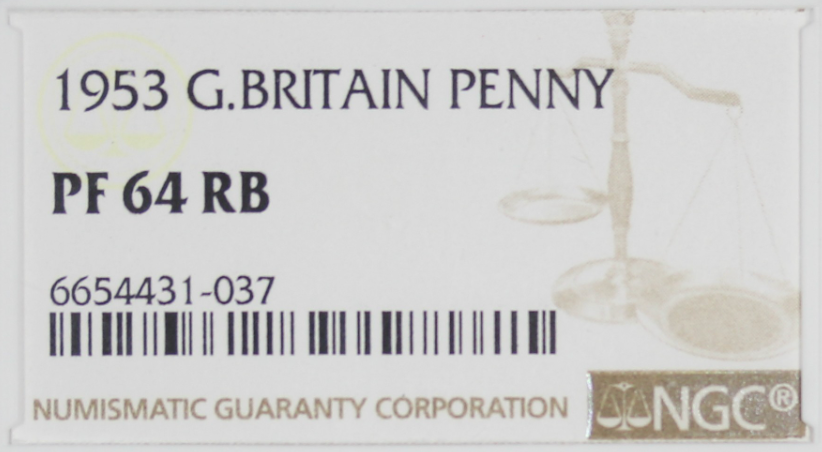 1953 G.BRITAIN PENNY
PF 64 RB
6654431-037
NUMISMATIC GUARANTY CORPORATION
NGC®